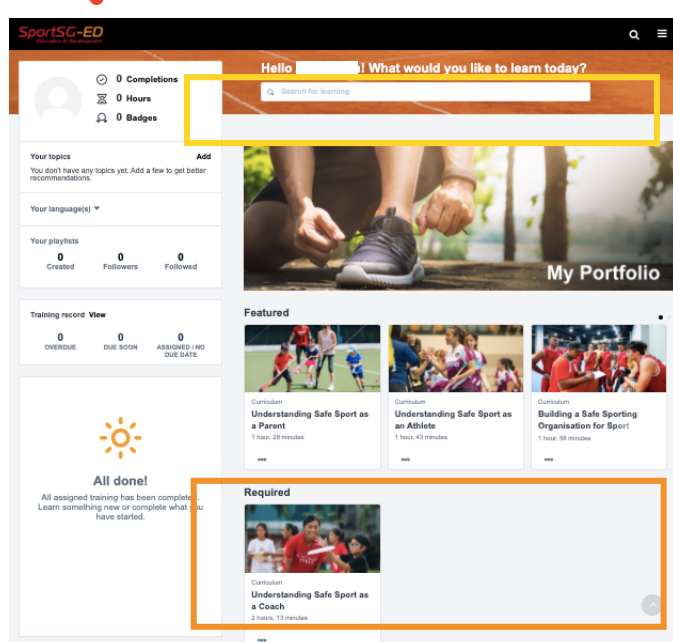 SportSG-ED
Education & Development
0 Completions
0 Hours
0 Badges
Hello ! What would you like to learn today?
Search for learning
Your topics Add
You don't have any topics yet. Add a few to get better
recommendations.
Your language(s)
Your playlists
0 0 0
Created Followers Followed
My Portfolio
Training record View
0 0 0
OVERDUE DUE SOON ASSIGNED / NO
DUE DATE
All done!
All assigned training has been completed.
Learn something new or complete what you
have started.
Featured
Curriculum
Understanding Safe Sport as
a Parent
1 hour, 28 minutes
Curriculum
Understanding Safe Sport as
an Athlete
1 hour, 43 minutes
Curriculum
Building a Safe Sporting
Organisation for Sport
1 hour, 58 minutes
Required
Curriculum
Understanding Safe Sport as
a Coach
2 hours, 13 minutes